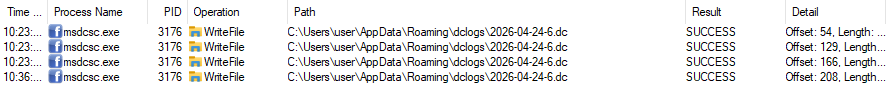 Time ... Process Name PID Operation Path Result Detail
10:23:... msdcsc.exe 3176 WriteFile C:\Users\user\AppData\Roaming\dclogs\2026-04-24-6.dc SUCCESS Offset: 54, Length: ...
10:23:... msdcsc.exe 3176 WriteFile C:\Users\user\AppData\Roaming\dclogs\2026-04-24-6.dc SUCCESS Offset: 129, Length...
10:23:... msdcsc.exe 3176 WriteFile C:\Users\user\AppData\Roaming\dclogs\2026-04-24-6.dc SUCCESS Offset: 166, Length...
10:36:... msdcsc.exe 3176 WriteFile C:\Users\user\AppData\Roaming\dclogs\2026-04-24-6.dc SUCCESS Offset: 208, Length...